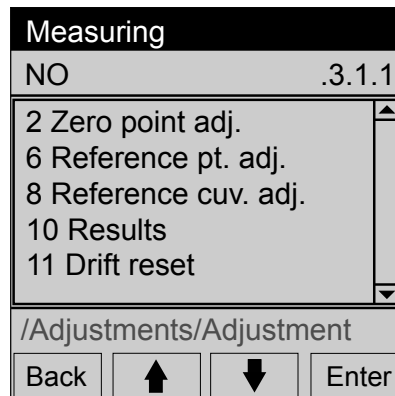 Measuring
NO .3.1.1
2 Zero point adj.
6 Reference pt. adj.
8 Reference cuv. adj.
10 Results
11 Drift reset
/Adjustments/Adjustment
Back Enter